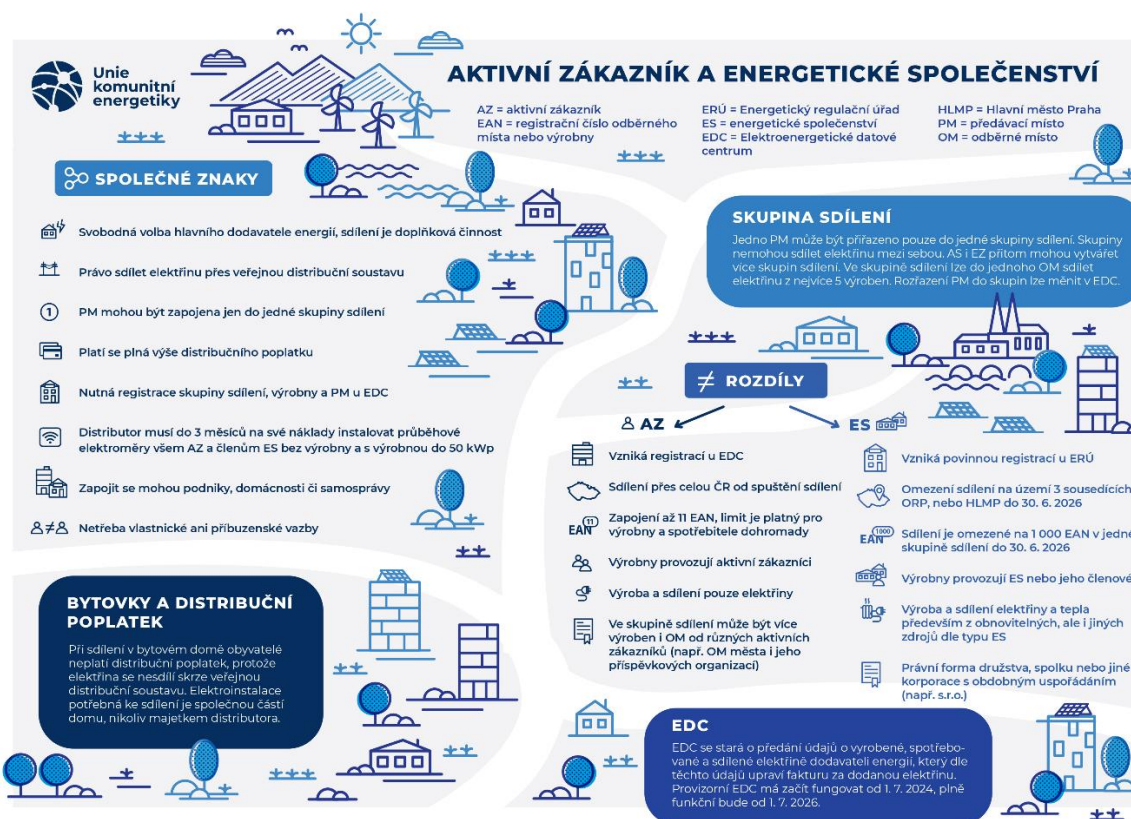 Unie
komunitní
energetiky
AKTIVNÍ ZÁKAZNÍK A ENERGETICKÉ SPOLEČENSTVÍ
AZ = aktivní zákazník
EAN = registrační číslo odběrného
místa nebo výrobny
ERÚ = Energetický regulační úřad
ES = energetické společenství
EDC = Elektroenergetické datové
centrum
HLMP = Hlavní město Praha
PM = předávací místo
OM = odběrné místo
SPOLEČNÉ ZNAKY
Svobodná volba hlavního dodavatele energií, sdílení je doplňková činnost
Právo sdílet elektřinu přes veřejnou distribuční soustavu
1 PM mohou být zapojena jen do jedné skupiny sdílení
Platí se plná výše distribučního poplatku
Nutná registrace skupiny sdílení, výrobny a PM u EDC
Distributor musí do 3 měsíců na své náklady instalovat průběhové
elektroměry všem AZ a členům ES bez výrobny a s výrobnou do 50 kWp
Zapojit se mohou podniky, domácnosti či samosprávy
Netřeba vlastnické ani příbuzenské vazby
SKUPINA SDÍLENÍ
Jedno PM může být přiřazeno pouze do jedné skupiny sdílení. Skupiny
nemohou sdílet elektřinu mezi sebou. AS i EZ přitom mohou vytvářet
více skupin sdílení. Ve skupině sdílení lze do jednoho OM sdílet
elektřinu z nejvíce 5 výroben. Rozřazení PM do skupin lze měnit v EDC.
≠ ROZDÍLY
AZ
Vzniká registrací u EDC
Sdílení přes celou ČR od spuštění sdílení
EAN 11
Zapojení až 11 EAN, limit je platný pro
výrobny a spotřebitele dohromady
Výrobny provozují aktivní zákazníci
Výroba a sdílení pouze elektřiny
Ve skupině sdílení může být více
výroben i OM od různých aktivních
zákazníků (např. OM města i jeho
příspěvkových organizací)
ES
Vzniká povinnou registrací u ERÚ
Omezení sdílení na území 3 sousedících
ORP, nebo HLMP do 30. 6. 2026
EAN 1000
Sdílení je omezené na 1 000 EAN v jedné
skupině sdílení do 30. 6. 2026
Výrobny provozují ES nebo jeho členové
Výroba a sdílení elektřiny a tepla
především z obnovitelných, ale i jiných
zdrojů dle typu ES
Právní forma družstva, spolku nebo jiné
korporace s obdobným uspořádáním
(např. s.r.o.)
BYTOVKY A DISTRIBUČNÍ
POPLATEK
Při sdílení v bytovém domě obyvatelé
neplatí distribuční poplatek, protože
elektřina se nesdílí skrze veřejnou
distribuční soustavu. Elektroinstalace
potřebná ke sdílení je společnou částí
domu, nikoliv majetkem distributora.
EDC
EDC se stará o předání údajů o vyrobené, spotřebo-
vané a sdílené elektřině dodavateli energií, který dle
těchto údajů upraví fakturu za dodanou elektřinu.
Provizorní EDC má začít fungovat od 1. 7. 2024, plně
funkční bude od 1. 7. 2026.